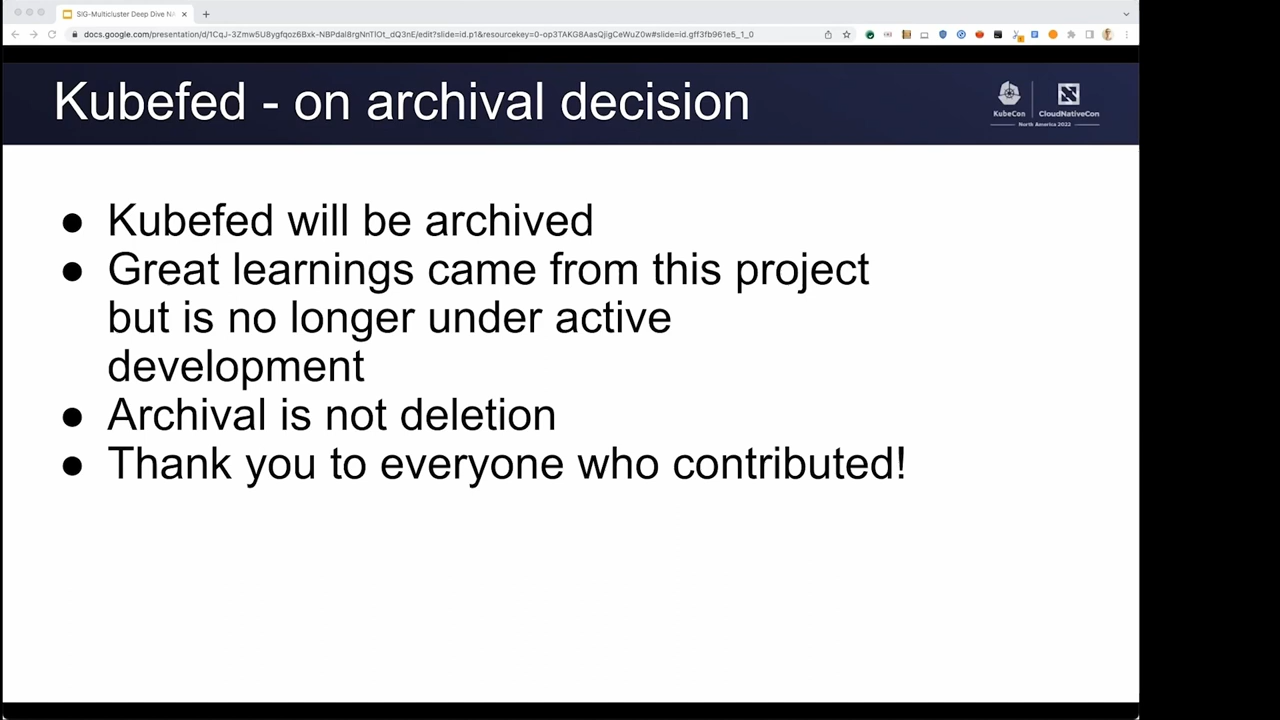 SIG-Multicluster Deep Dive NA
docs.google.com/presentation/d/1CqJ-3Zmw5U8ygfqoz6Bxk-NBPdal8rgNnTlOt_dQ3nE/edit?slide=id.p1&resourcekey=0-op3TAKG8AasQjigCeWuZ0w#slide=id.gff3fb961e5_1_0
Kubefed - on archival decision
KubeCon CloudNativeCon
North America 2022
● Kubefed will be archived
● Great learnings came from this project
but is no longer under active
development
● Archival is not deletion
● Thank you to everyone who contributed!